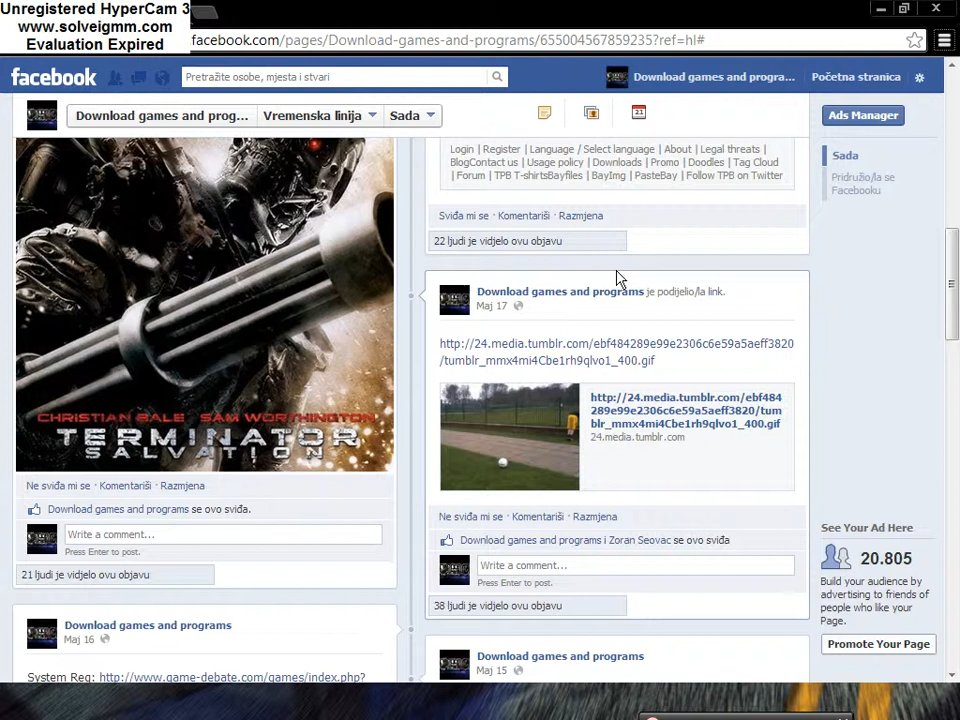 Unregistered HyperCam 3
www.solveigmm.com
Evaluation Expired
facebook.com/pages/Download-games-and-programs/655004567859235?ref=hl#
facebook
Pretražite osobe, mjesta i stvari
Download games and progra...
Početna stranica
Download games and prog...
Vremenska linija
Sada
21
Ads Manager
Sada
Pridružio/la se
Facebooku
CHRISTIAN BALE SAM WORTHINGTON
TERMINATOR
SALVATION
Ne sviđa mi se · Komentariši · Razmjena
Download games and programs se ovo sviđa.
Write a comment...
Press Enter to post.
21 ljudi je vidjelo ovu objavu
Download games and programs
Maj 16
System Req: http://www.game-debate.com/games/index.php?
Login | Register | Language / Select language | About | Legal threats |
BlogContact us | Usage policy | Downloads | Promo | Doodles | Tag Cloud
| Forum | TPB T-shirtsBayfiles | BayImg | PasteBay | Follow TPB on Twitter
Sviđa mi se · Komentariši · Razmjena
22 ljudi je vidjelo ovu objavu
Download games and programs je podijelio/la link.
Maj 17
http://24.media.tumblr.com/ebf484289e99e2306c6e59a5aeff3820
/tumblr_mmx4mi4Cbe1rh9qlvo1_400.gif
http://24.media.tumblr.com/ebf484
289e99e2306c6e59a5aeff3820/tum
blr_mmx4mi4Cbe1rh9qlvo1_400.gif
24.media.tumblr.com
Ne sviđa mi se · Komentariši · Razmjena
Download games and programs i Zoran Seovac se ovo sviđa
Write a comment...
Press Enter to post.
38 ljudi je vidjelo ovu objavu
Download games and programs
Maj 15
See Your Ad Here
20.805
Build your audience by
advertising to friends of
people who like your
Page.
Promote Your Page